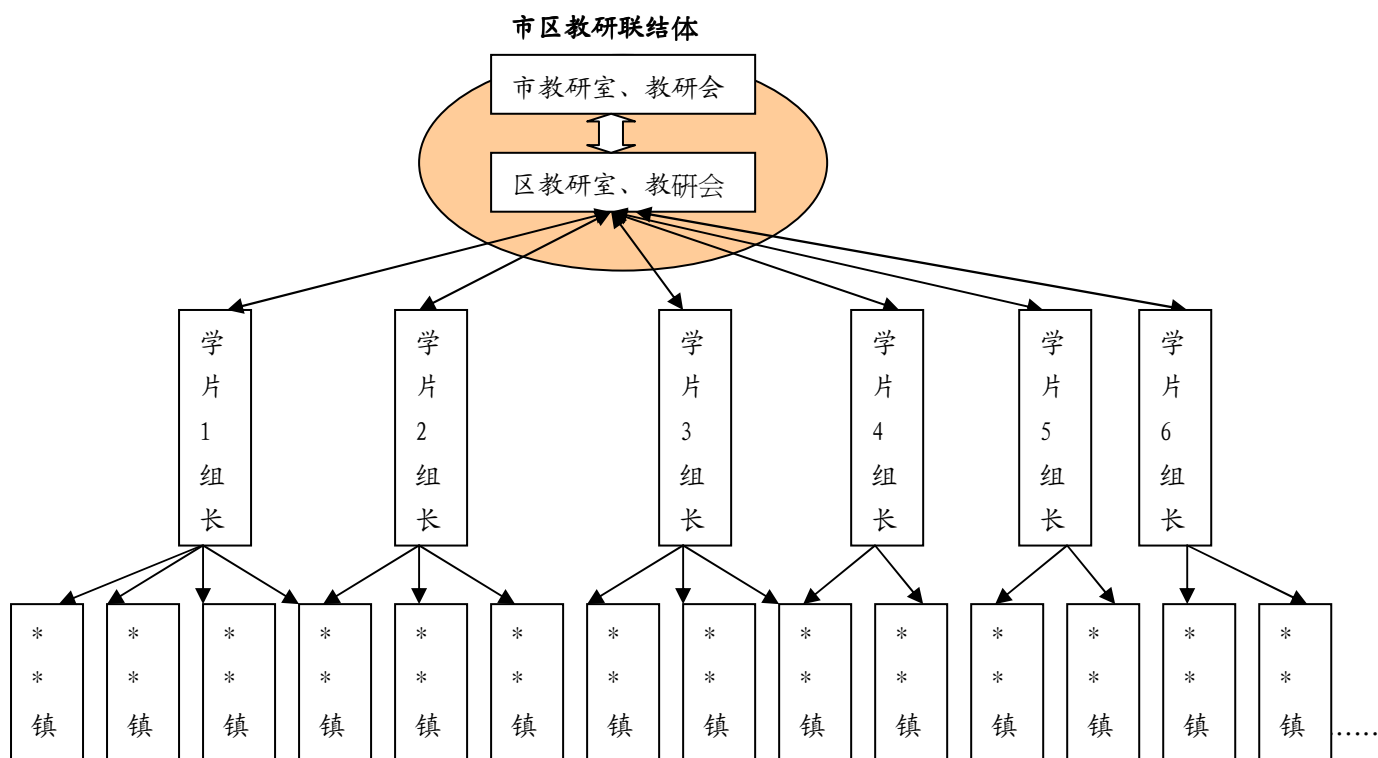 市区教研联结体
市教研室、教研会
区教研室、教研会
学片1组长
学片2组长
学片3组长
学片4组长
学片5组长
学片6组长
**镇
**镇
**镇
**镇
**镇
**镇
**镇
**镇
**镇
**镇
**镇
**镇
**镇
**镇
……